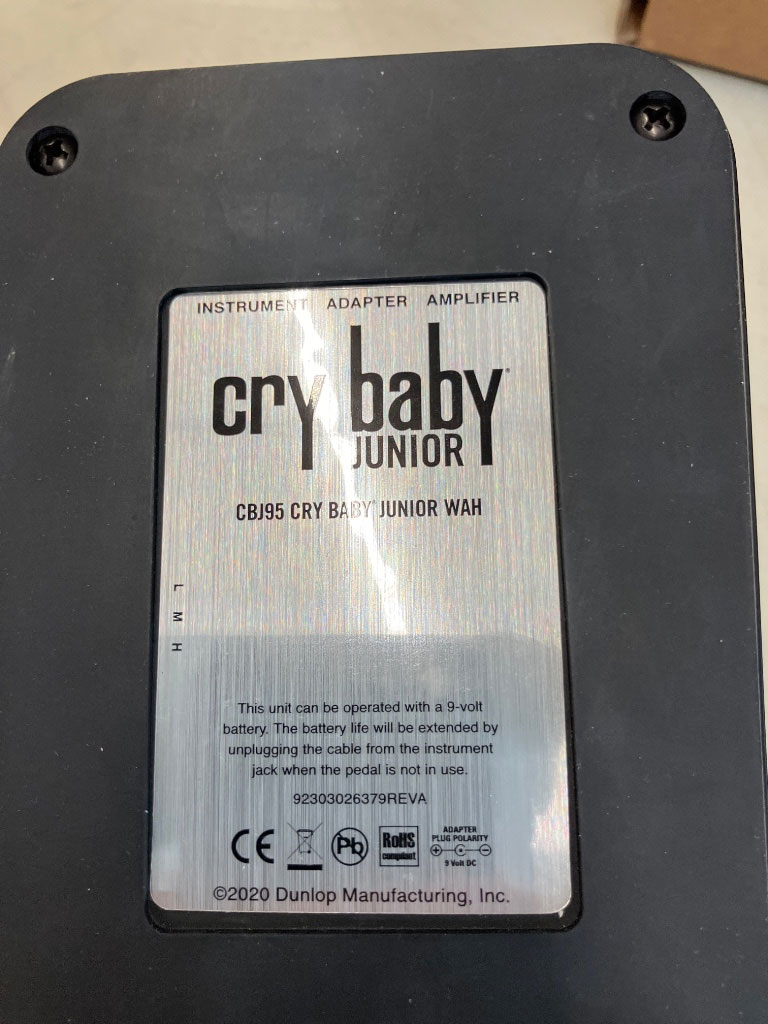 INSTRUMENT ADAPTER AMPLIFIER
cry baby®
JUNIOR
CBJ95 CRY BABY® JUNIOR WAH
L
M
H
This unit can be operated with a 9-volt
battery. The battery life will be extended by
unplugging the cable from the instrument
jack when the pedal is not in use.
92303026379REVA
CE Pb RoHS compliant
ADAPTER
PLUG POLARITY
9 Volt DC
©2020 Dunlop Manufacturing, Inc.